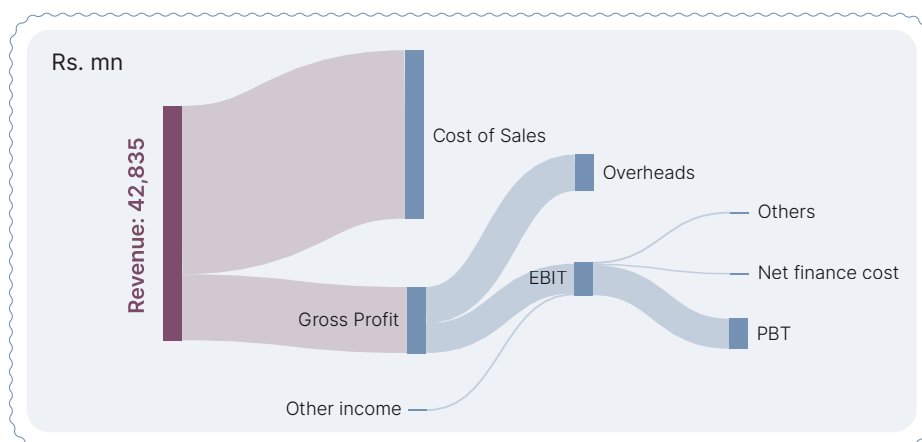 Rs. mn
Revenue: 42,835
Cost of Sales
Overheads
Others
Net finance cost
EBIT
Gross Profit
PBT
Other income